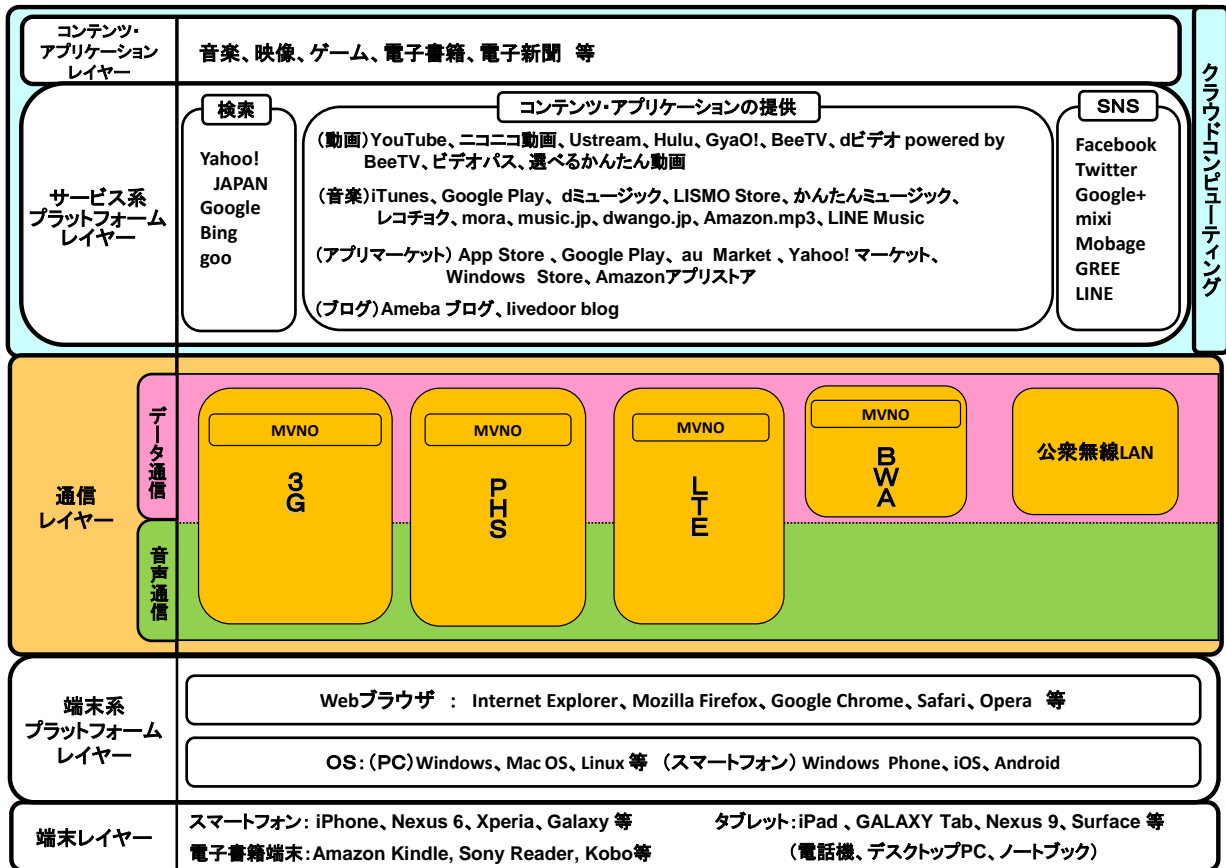 コンテンツ・
アプリケーション
レイヤー
音楽、映像、ゲーム、電子書籍、電子新聞 等
クラウドコンピューティング
サービス系
プラットフォーム
レイヤー
検索
Yahoo!
JAPAN
Google
Bing
goo
コンテンツ・アプリケーションの提供
(動画)YouTube、ニコニコ動画、Ustream、Hulu、GyaO!、BeeTV、dビデオ powered by
BeeTV、ビデオパス、選べるかんたん動画
(音楽)iTunes、Google Play、 dミュージック、LISMO Store、かんたんミュージック、
レコチョク、mora、music.jp、dwango.jp、Amazon.mp3、LINE Music
(アプリマーケット) App Store 、Google Play、 au Market 、Yahoo! マーケット、
Windows Store、Amazonアプリストア
(ブログ)Ameba ブログ、livedoor blog
SNS
Facebook
Twitter
Google+
mixi
Mobage
GREE
LINE
通信
レイヤー
データ通信
音声通信
MVNO
3G
MVNO
PHS
MVNO
LTE
MVNO
BWA
公衆無線LAN
端末系
プラットフォーム
レイヤー
Webブラウザ : Internet Explorer、Mozilla Firefox、Google Chrome、Safari、Opera 等
OS:(PC)Windows、Mac OS、Linux 等 (スマートフォン) Windows Phone、iOS、Android
端末レイヤー
スマートフォン: iPhone、Nexus 6、Xperia、Galaxy 等
タブレット:iPad 、GALAXY Tab、Nexus 9、Surface 等
電子書籍端末:Amazon Kindle, Sony Reader, Kobo等
(電話機、デスクトップPC、ノートブック)